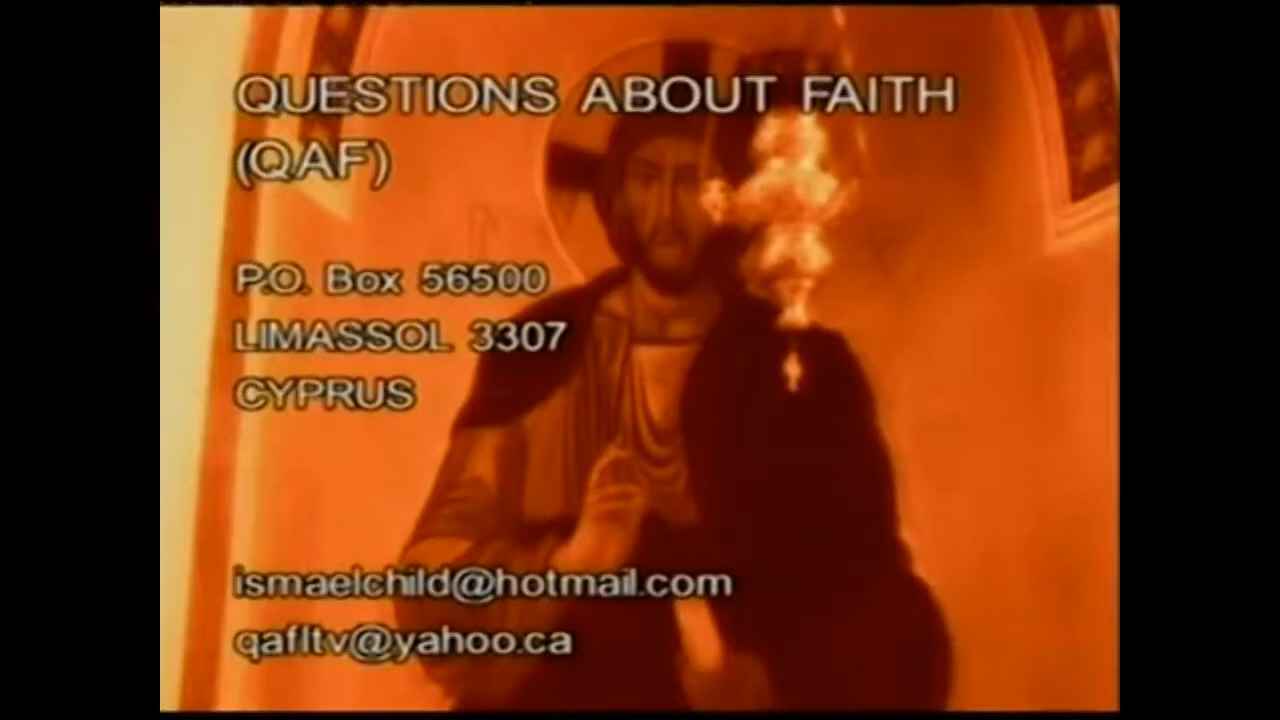 QUESTIONS ABOUT FAITH
(QAF)
P.O. Box 56500
LIMASSOL 3307
CYPRUS
ismaelchild@hotmail.com
qafltv@yahoo.ca